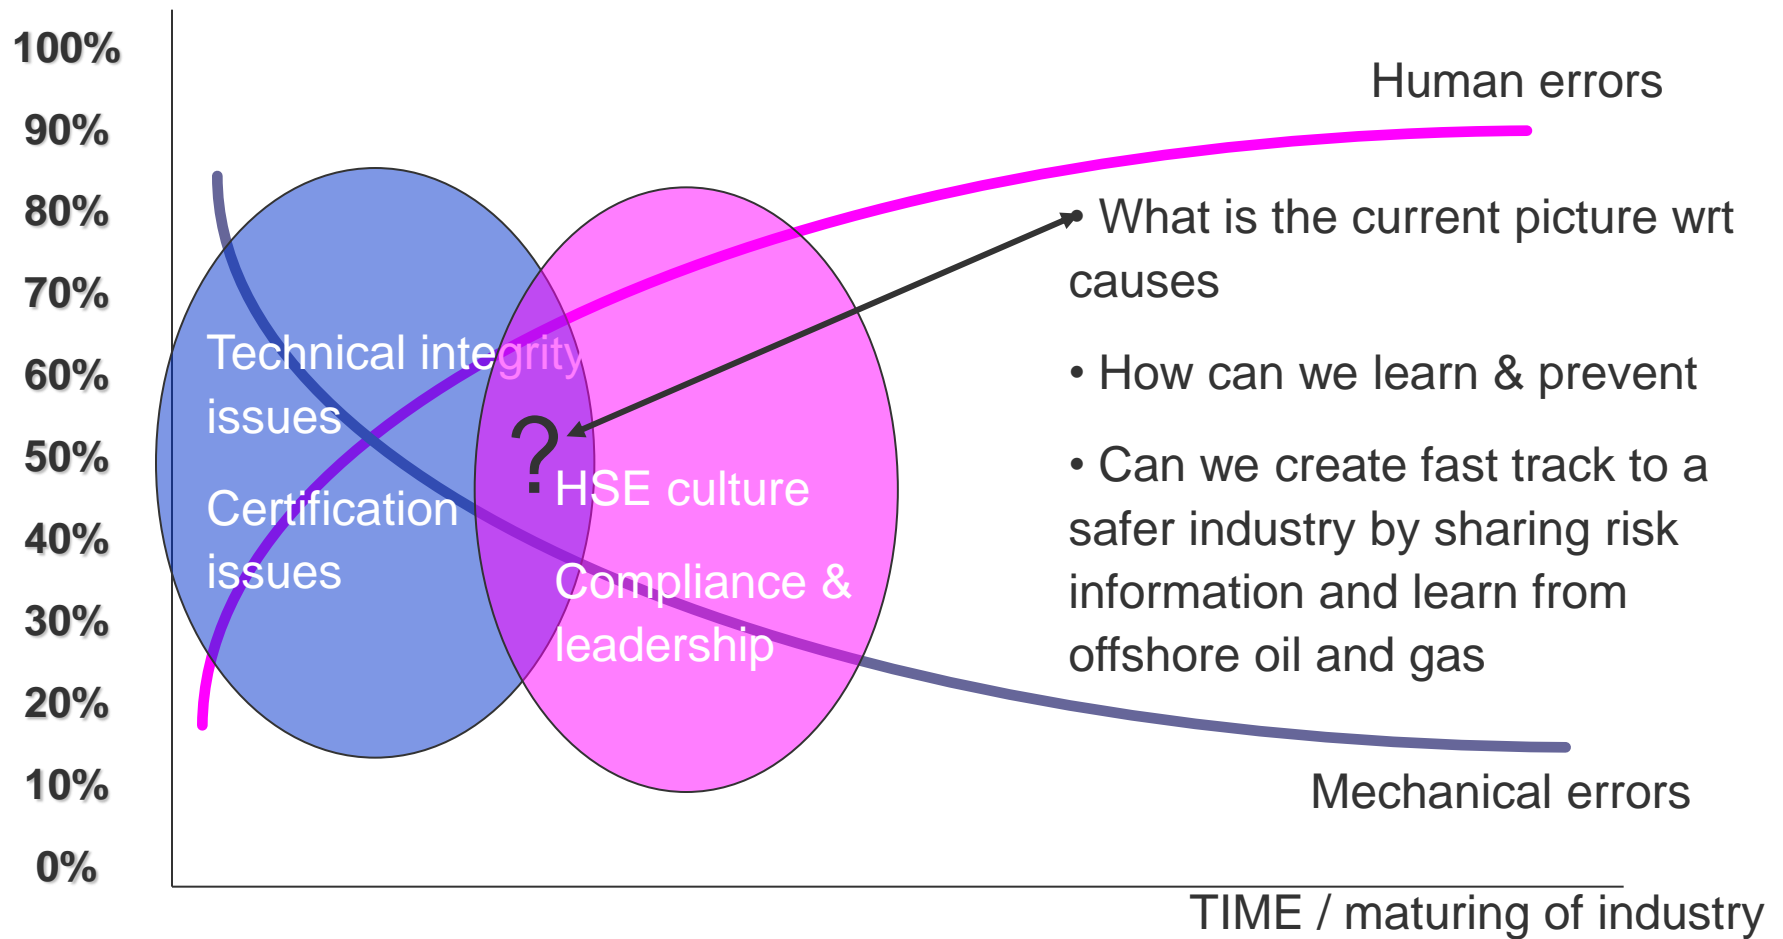 100%
90%
80%
70%
60%
50%
40%
30%
20%
10%
0%
Human errors
• What is the current picture wrt
causes
• How can we learn & prevent
• Can we create fast track to a
safer industry by sharing risk
information and learn from
offshore oil and gas
Technical integrity
issues
Certification
issues
?
HSE culture
Compliance &
leadership
Mechanical errors
TIME / maturing of industry